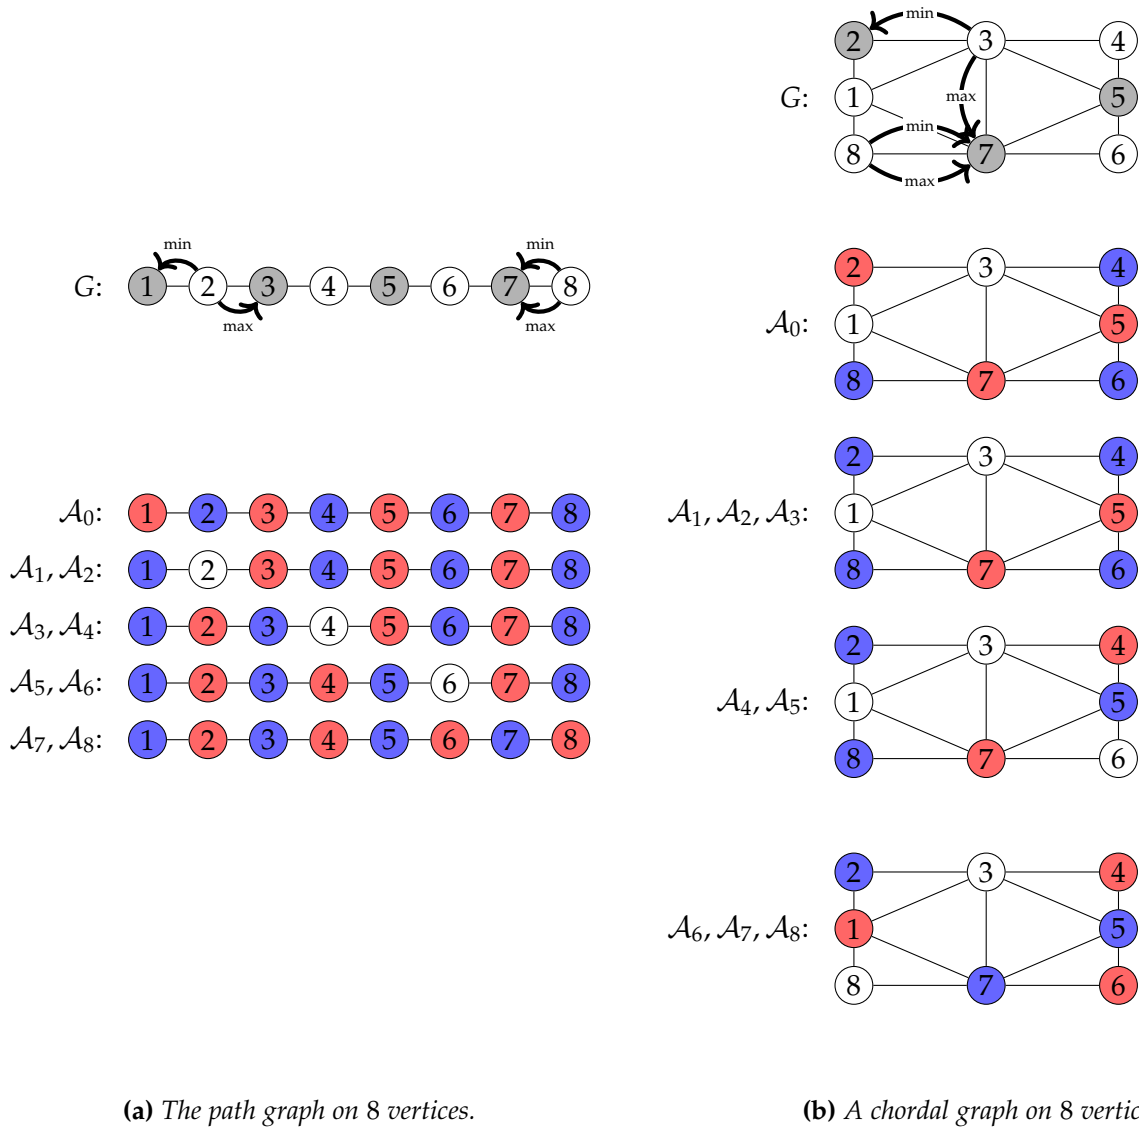 G:
1 2 3 4 5 6 7 8
min
max
min
max
𝒜0: 1 2 3 4 5 6 7 8
𝒜1, 𝒜2: 1 2 3 4 5 6 7 8
𝒜3, 𝒜4: 1 2 3 4 5 6 7 8
𝒜5, 𝒜6: 1 2 3 4 5 6 7 8
𝒜7, 𝒜8: 1 2 3 4 5 6 7 8
(a) The path graph on 8 vertices.
min
2 3 4
G: 1 max 5
min
8 7 6
max
2 3 4
𝒜0: 1 5
8 7 6
2 3 4
𝒜1, 𝒜2, 𝒜3: 1 5
8 7 6
2 3 4
𝒜4, 𝒜5: 1 5
8 7 6
2 3 4
𝒜6, 𝒜7, 𝒜8: 1 5
8 7 6
(b) A chordal graph on 8 vertic